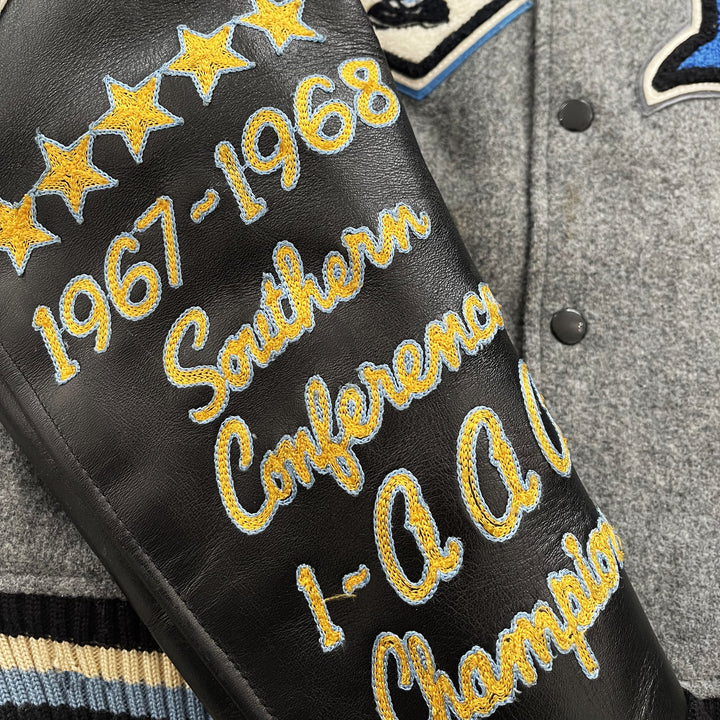 1967-1968
Southern
Conference
1-AAA
Champion